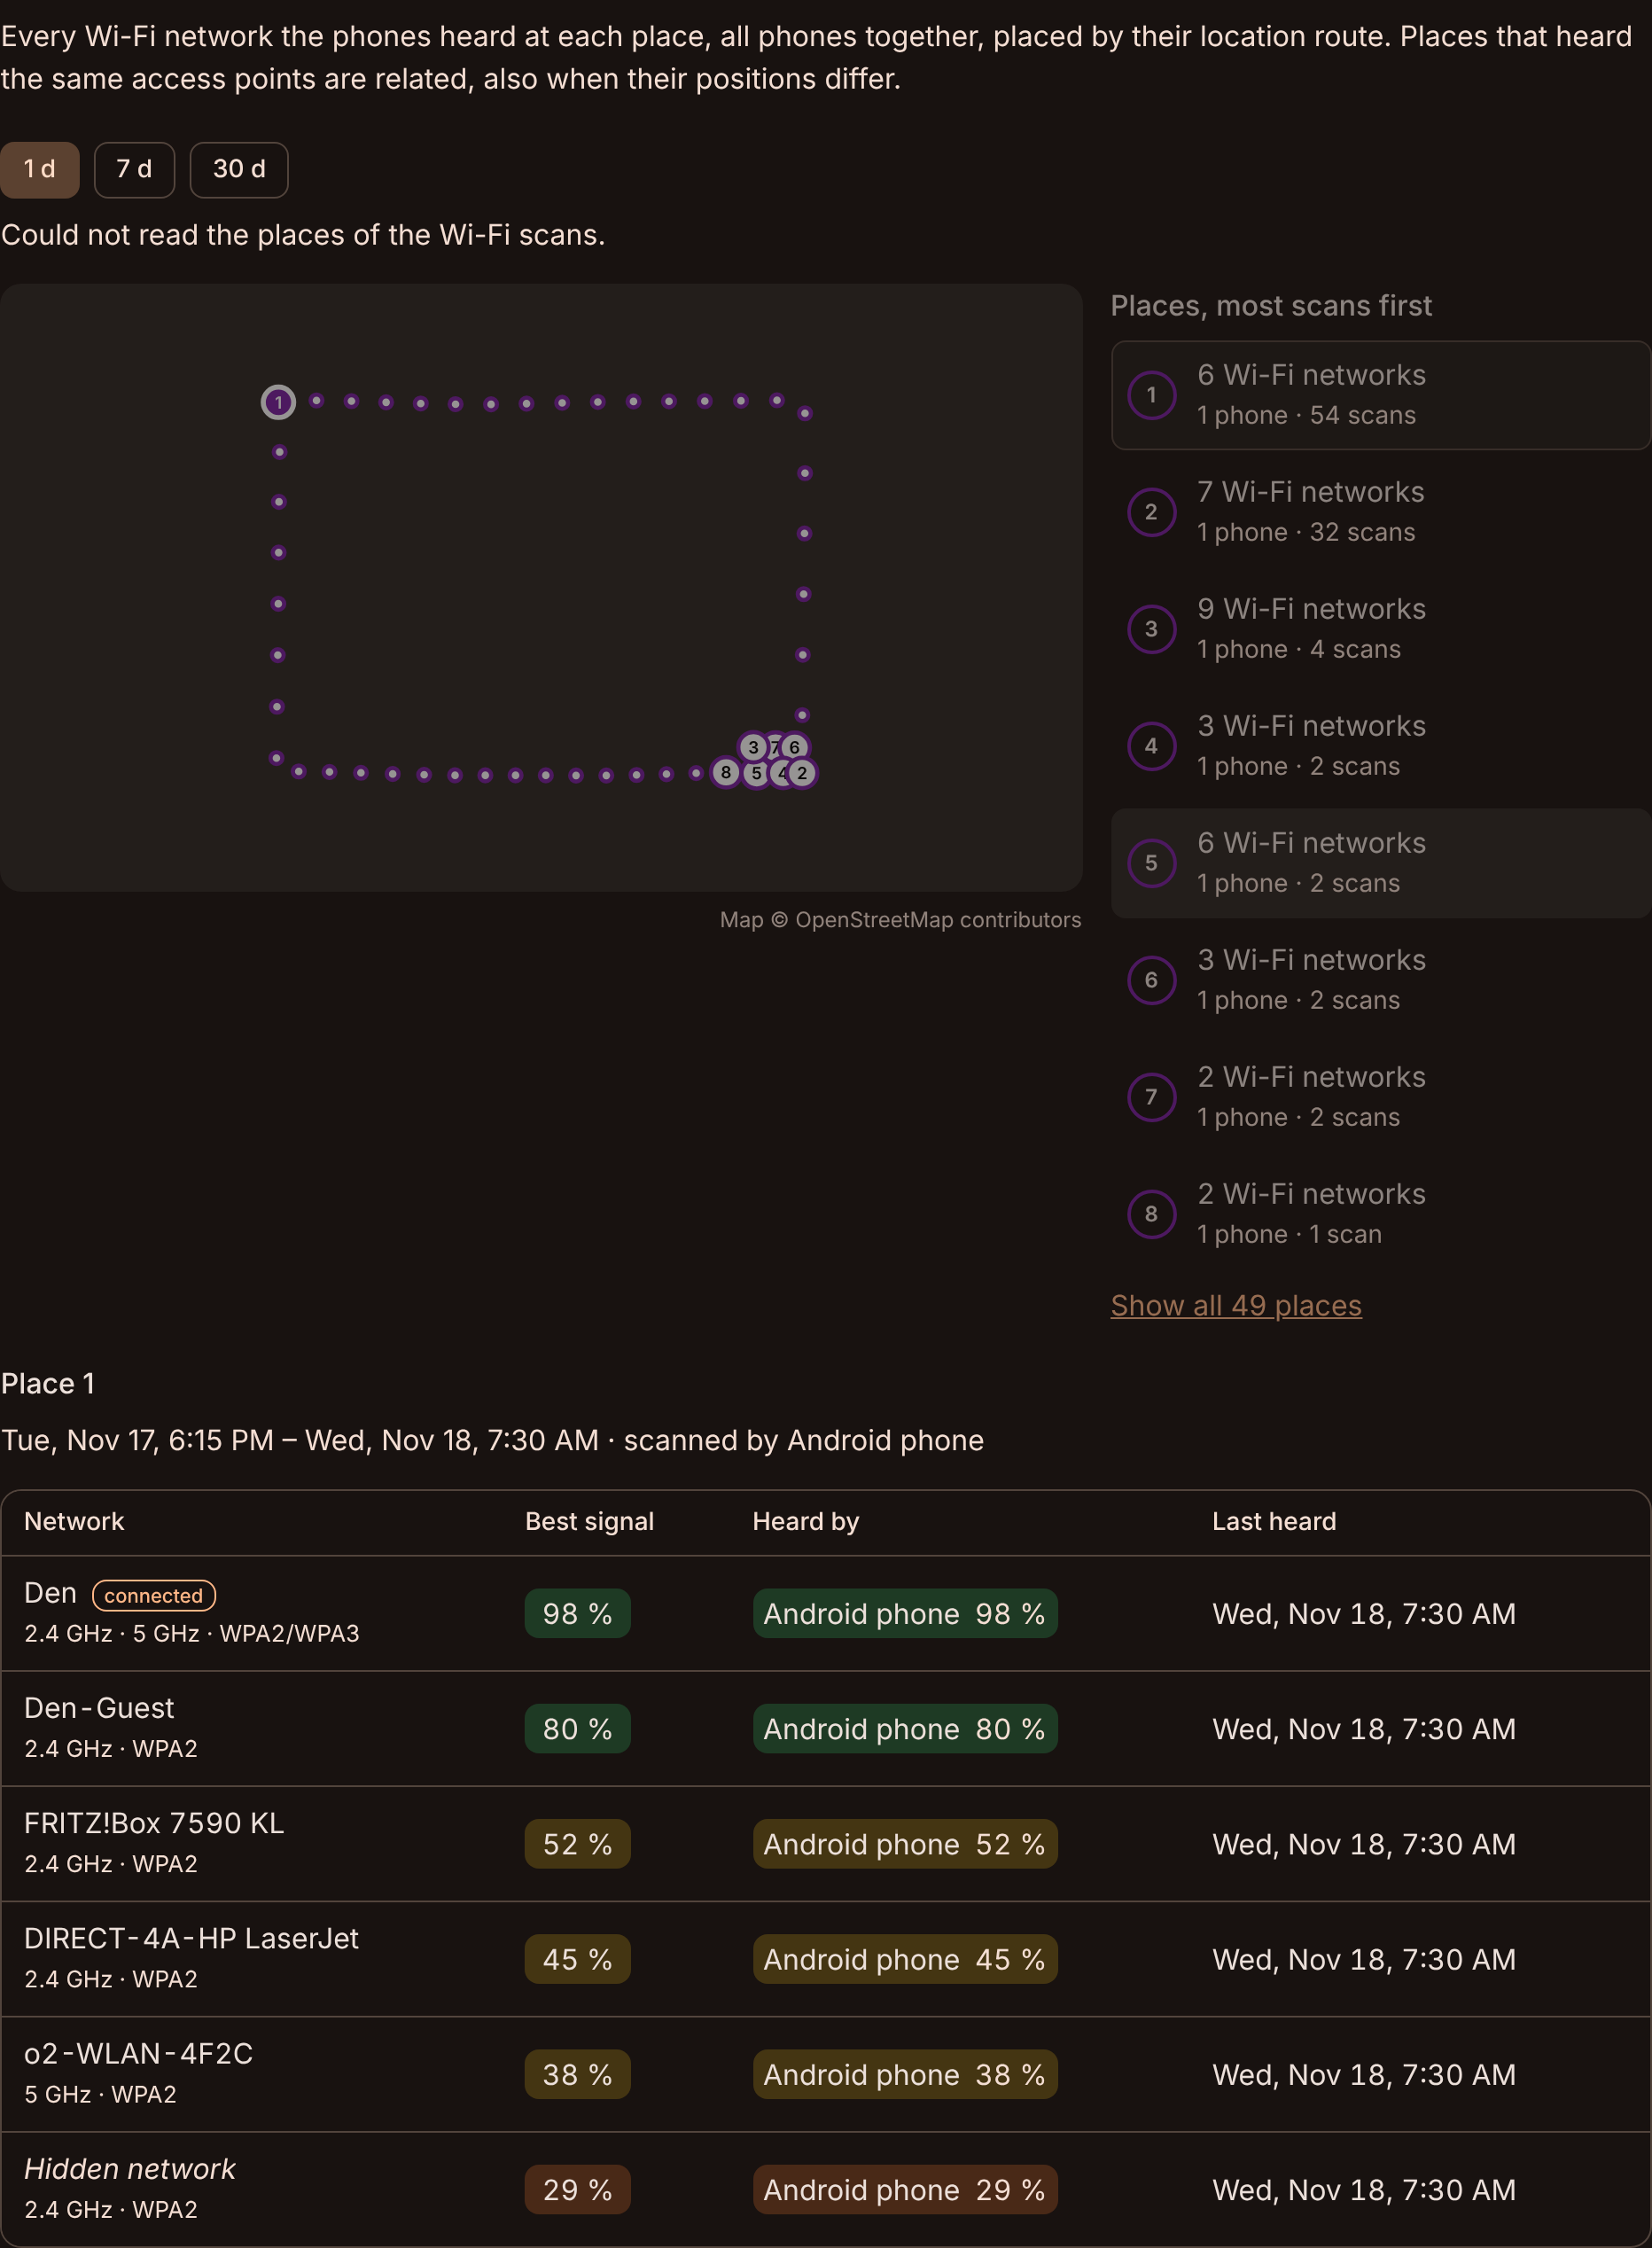 Every Wi-Fi network the phones heard at each place, all phones together, placed by their location route. Places that heard
the same access points are related, also when their positions differ.
1 d
7 d
30 d
Could not read the places of the Wi-Fi scans.
1
3
7
6
8
5
4
2
Map © OpenStreetMap contributors
Places, most scans first
1
6 Wi-Fi networks
1 phone · 54 scans
2
7 Wi-Fi networks
1 phone · 32 scans
3
9 Wi-Fi networks
1 phone · 4 scans
4
3 Wi-Fi networks
1 phone · 2 scans
5
6 Wi-Fi networks
1 phone · 2 scans
6
3 Wi-Fi networks
1 phone · 2 scans
7
2 Wi-Fi networks
1 phone · 2 scans
8
2 Wi-Fi networks
1 phone · 1 scan
Show all 49 places
Place 1
Tue, Nov 17, 6:15 PM – Wed, Nov 18, 7:30 AM · scanned by Android phone
Network Best signal Heard by Last heard
Den connected
2.4 GHz · 5 GHz · WPA2/WPA3
98 % Android phone 98 % Wed, Nov 18, 7:30 AM
Den-Guest
2.4 GHz · WPA2
80 % Android phone 80 % Wed, Nov 18, 7:30 AM
FRITZ!Box 7590 KL
2.4 GHz · WPA2
52 % Android phone 52 % Wed, Nov 18, 7:30 AM
DIRECT-4A-HP LaserJet
2.4 GHz · WPA2
45 % Android phone 45 % Wed, Nov 18, 7:30 AM
o2-WLAN-4F2C
5 GHz · WPA2
38 % Android phone 38 % Wed, Nov 18, 7:30 AM
Hidden network
2.4 GHz · WPA2
29 % Android phone 29 % Wed, Nov 18, 7:30 AM